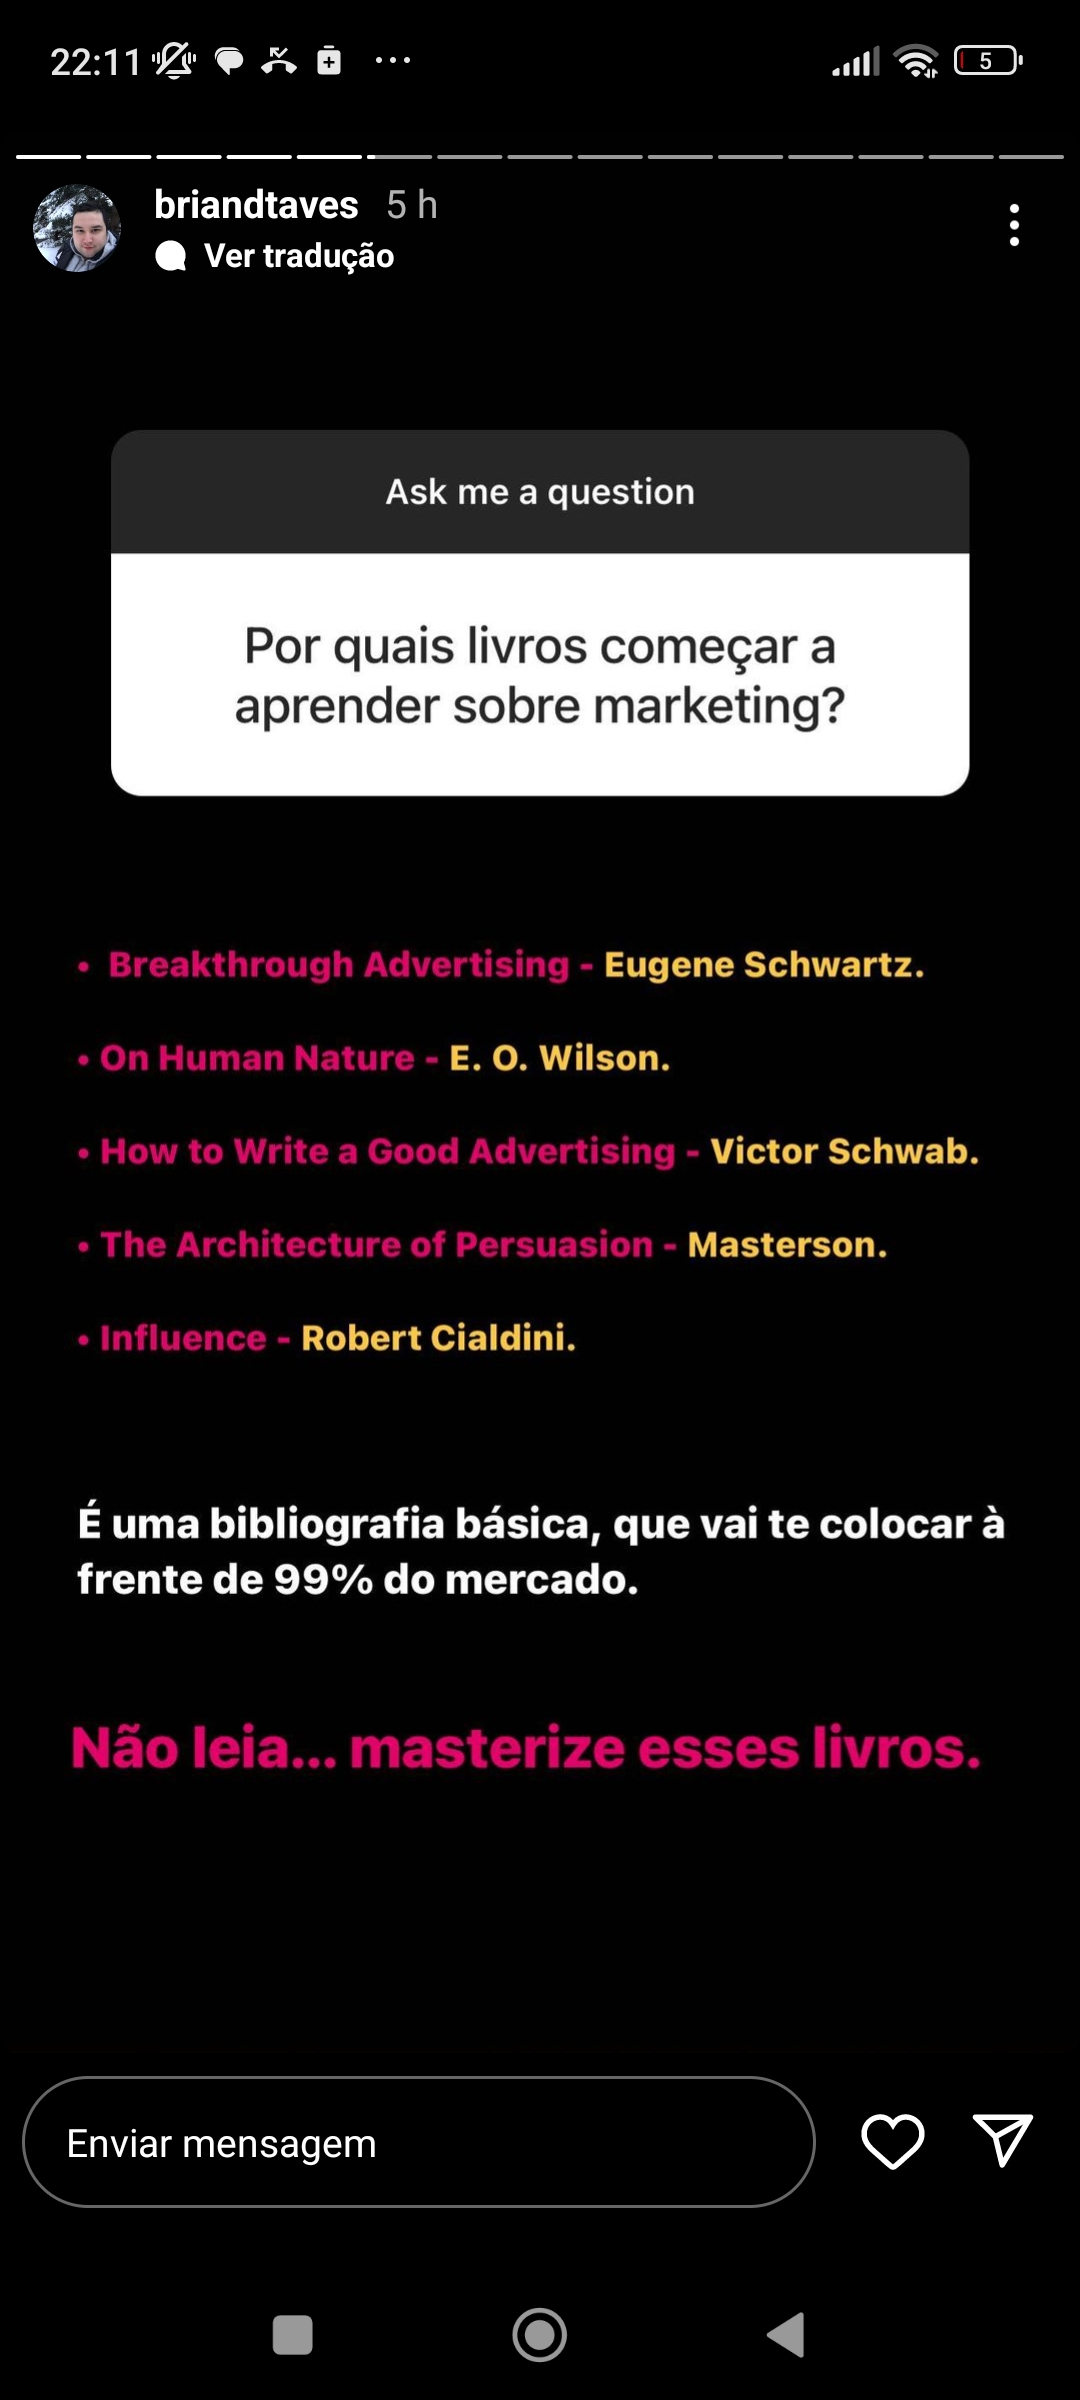 22:11
5
briandtaves 5 h
Ver tradução
Ask me a question
Por quais livros começar a
aprender sobre marketing?
• Breakthrough Advertising - Eugene Schwartz.
• On Human Nature - E. O. Wilson.
• How to Write a Good Advertising - Victor Schwab.
• The Architecture of Persuasion - Masterson.
• Influence - Robert Cialdini.
É uma bibliografia básica, que vai te colocar à
frente de 99% do mercado.
Não leia... masterize esses livros.
Enviar mensagem